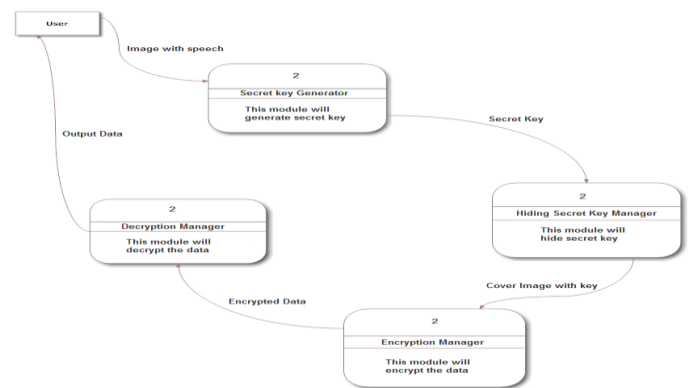 User
Image with speech
2
Secret key Generator
This module will
generate secret key
Secret Key
2
Hiding Secret Key Manager
This module will
hide secret key
Cover Image with key
2
Encryption Manager
This module will
encrypt the data
Encrypted Data
2
Decryption Manager
This module will
decrypt the data
Output Data